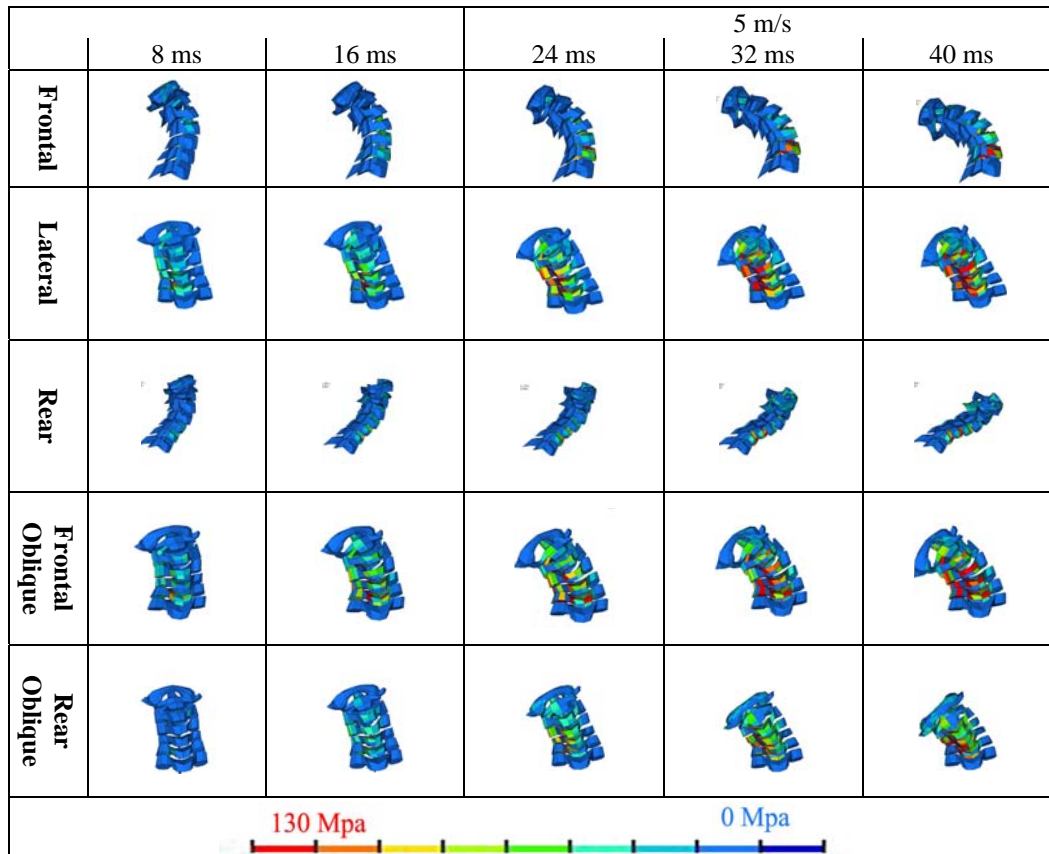 5 m/s
8 ms 16 ms 24 ms 32 ms 40 ms
Frontal
Lateral
Rear
Frontal
Oblique
Rear
Oblique
130 Mpa 0 Mpa